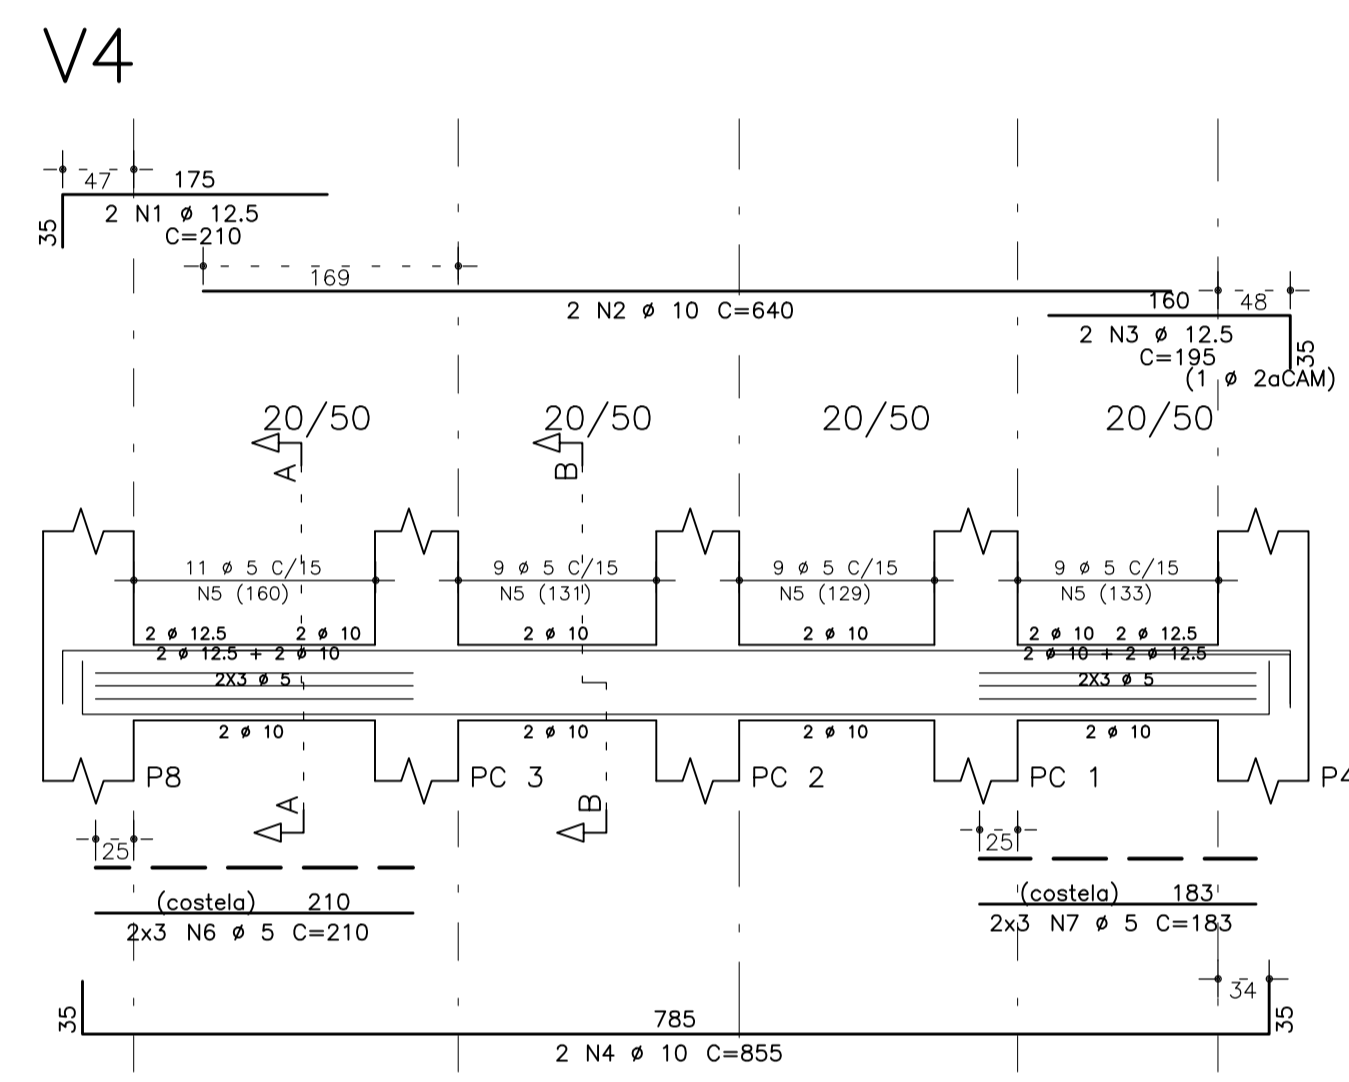 V4
47
175
35
2 N1 ø 12.5
C=210
169
2 N2 ø 10 C=640
160
48
2 N3 ø 12.5
C=195
35
(1 ø 2aCAM)
20/50
20/50
20/50
20/50
A
B
11 ø 5 C/15
9 ø 5 C/15
9 ø 5 C/15
9 ø 5 C/15
N5 (160)
N5 (131)
N5 (129)
N5 (133)
2 ø 12.5
2 ø 10
2 ø 10
2 ø 10
2 ø 10
2 ø 12.5
2 ø 12.5 + 2 ø 10
2 ø 10 + 2 ø 12.5
2X3 ø 5
2X3 ø 5
2 ø 10
2 ø 10
2 ø 10
2 ø 10
P8
PC 3
PC 2
PC 1
P4
A
B
25
25
(costela) 210
(costela) 183
2x3 N6 ø 5 C=210
2x3 N7 ø 5 C=183
34
35
785
35
2 N4 ø 10 C=855